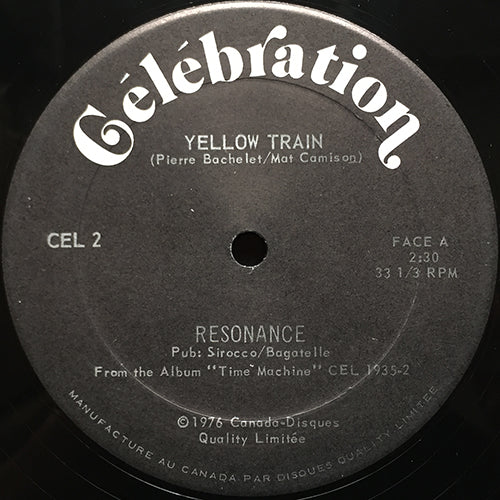 Célébration
YELLOW TRAIN
(Pierre Bachelet/Mat Camison)
CEL 2
FACE A
2:30
33 1/3 RPM
RESONANCE
Pub: Sirocco/Bagatelle
From the Album "Time Machine" CEL 1935-2
©1976 Canada-Disques
Quality Limitée
MANUFACTURE AU CANADA PAR DISQUES QUALITY LIMITÉE